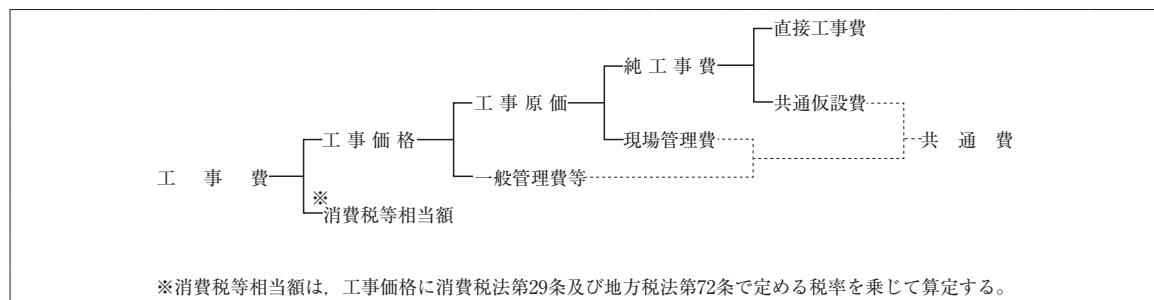 直接工事費
純工事費
工事原価
共通仮設費
工事価格
現場管理費
共通費
工事費
一般管理費等
※
消費税等相当額
※消費税等相当額は，工事価格に消費税法第29条及び地方税法第72条で定める税率を乗じて算定する。